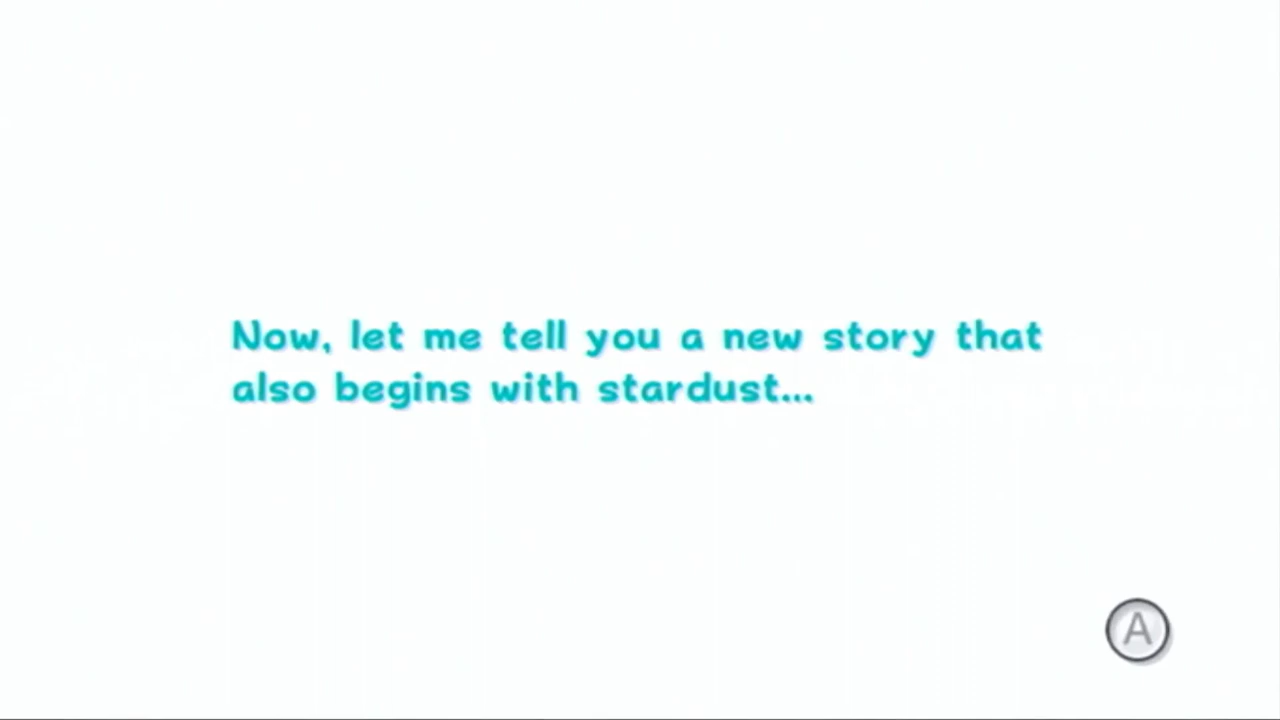 Now, let me tell you a new story that
also begins with stardust...
A